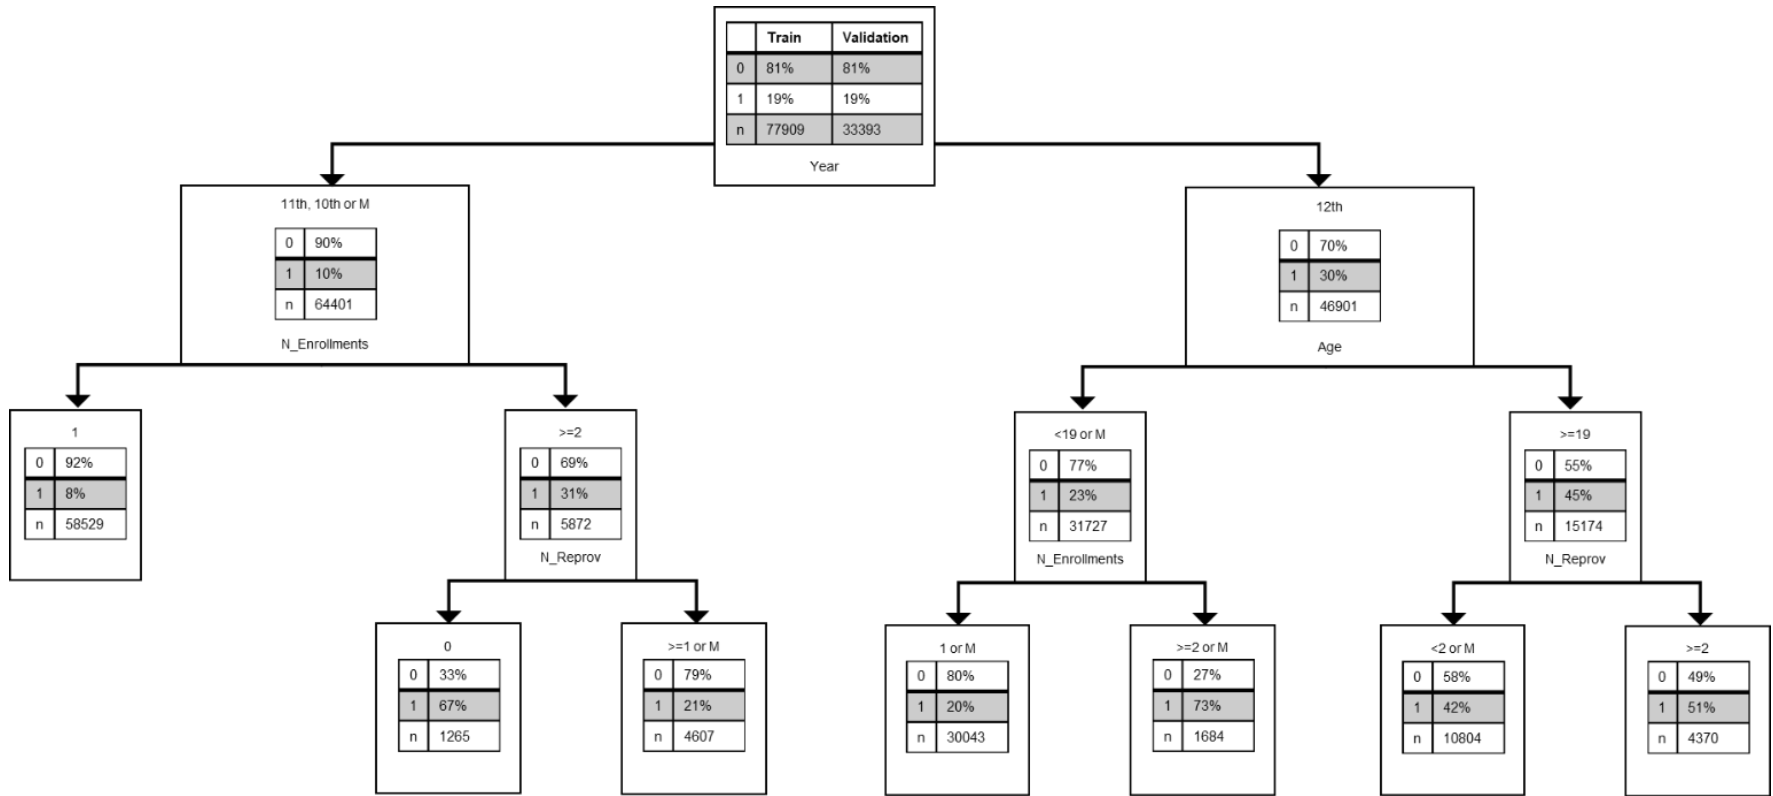 Train Validation
0 81% 81%
1 19% 19%
n 77909 33393
Year
11th, 10th or M
0 90%
1 10%
n 64401
N_Enrollments
12th
0 70%
1 30%
n 46901
Age
1
0 92%
1 8%
n 58529
>=2
0 69%
1 31%
n 5872
N_Reprov
<19 or M
0 77%
1 23%
n 31727
N_Enrollments
>=19
0 55%
1 45%
n 15174
N_Reprov
0
0 33%
1 67%
n 1265
>=1 or M
0 79%
1 21%
n 4607
1 or M
0 80%
1 20%
n 30043
>=2 or M
0 27%
1 73%
n 1684
<2 or M
0 58%
1 42%
n 10804
>=2
0 49%
1 51%
n 4370